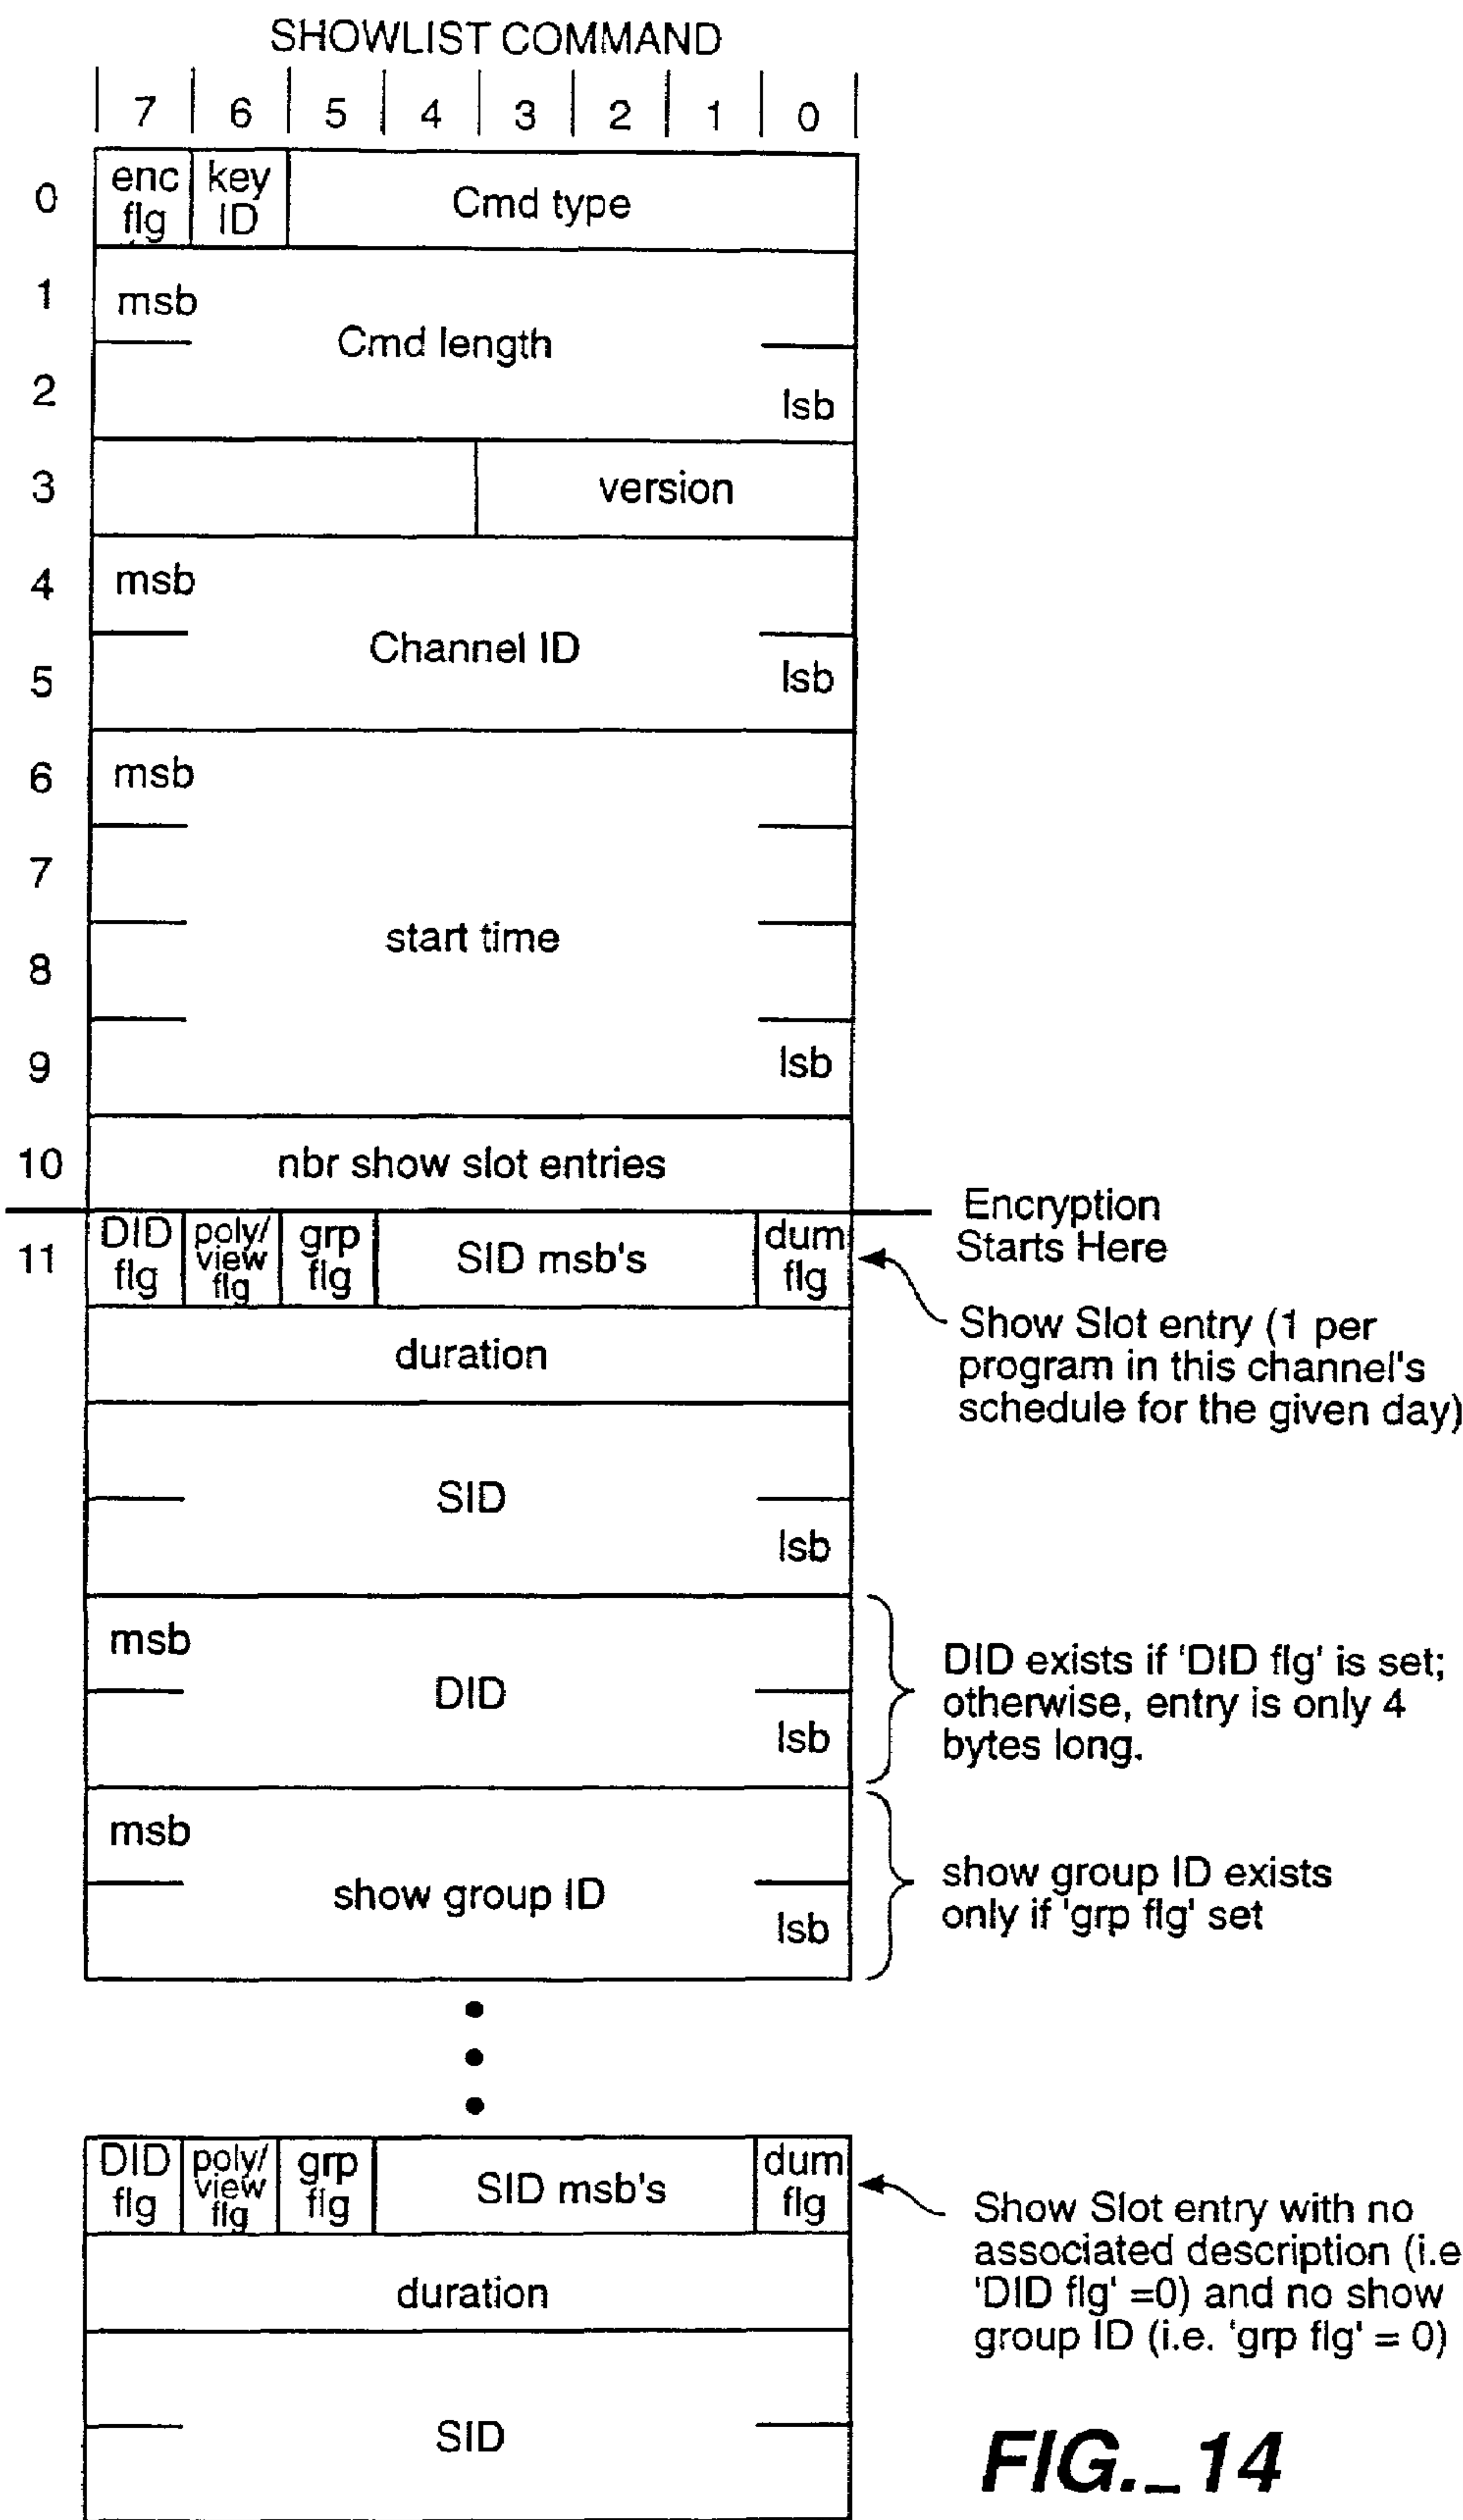 SHOWLIST COMMAND
7 6 5 4 3 2 1 0
0 enc flg key ID Cmd type
1 msb
Cmd length
2 lsb
3 version
4 msb
Channel ID
5 lsb
6 msb
7
start time
8
9 lsb
10 nbr show slot entries
Encryption
Starts Here
11 DID flg poly/ view flg grp flg SID msb's dum flg
Show Slot entry (1 per
program in this channel's
schedule for the given day)
duration
SID
lsb
msb
DID
lsb
DID exists if 'DID flg' is set;
otherwise, entry is only 4
bytes long.
msb
show group ID
lsb
show group ID exists
only if 'grp flg' set
DID flg poly/ view flg grp flg SID msb's dum flg
Show Slot entry with no
associated description (i.e
'DID flg' =0) and no show
group ID (i.e. 'grp flg' = 0)
duration
SID
FIG._14